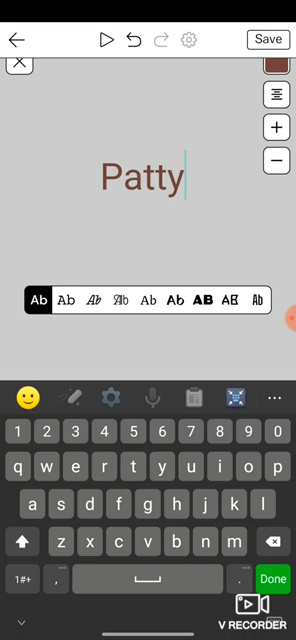 Save
Patty
Ab Ab Ab Ab Ab Ab AB AB Ab
1 2 3 4 5 6 7 8 9 0
q w e r t y u i o p
a s d f g h j k l
z x c v b n m
1#+ , . Done
V RECORDER